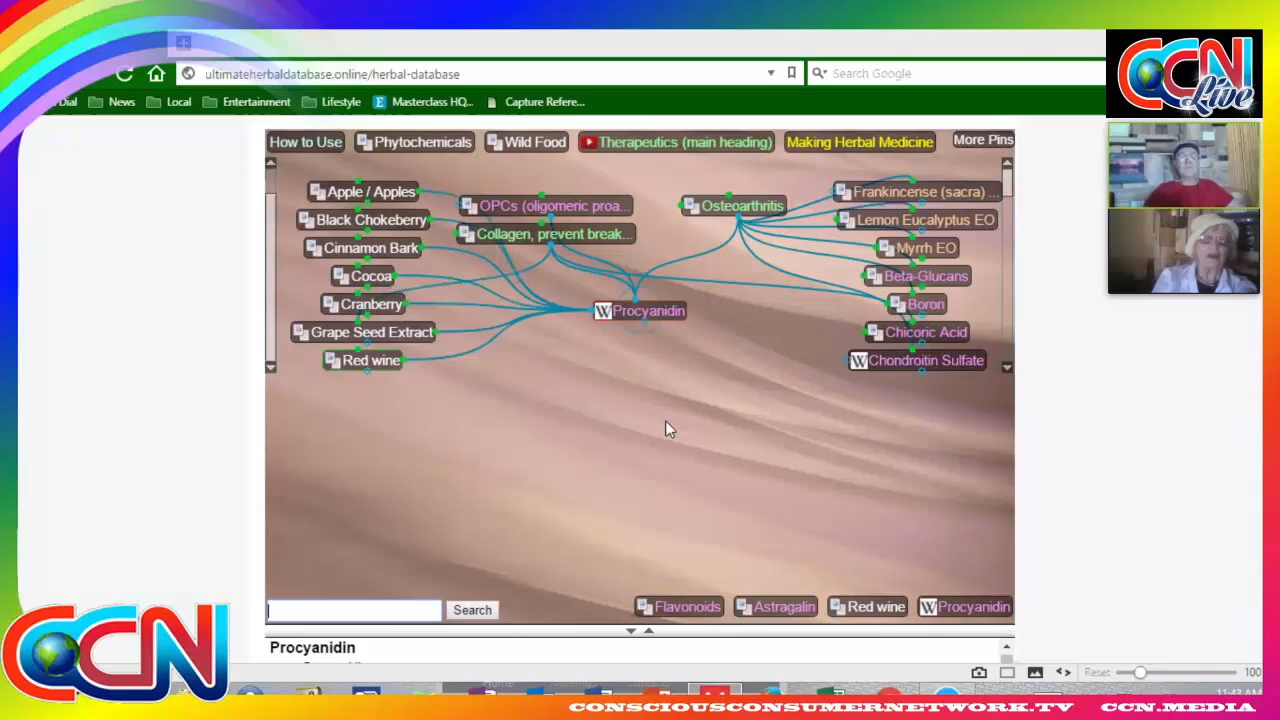 CCN
Live
ultimateherbaldatabase.online/herbal-database
Search Google
Dial News Local Entertainment Lifestyle Masterclass HQ... Capture Refere...
How to Use Phytochemicals Wild Food Therapeutics (main heading) Making Herbal Medicine More Pins
Apple / Apples
Black Chokeberry
Cinnamon Bark
Cocoa
Cranberry
Grape Seed Extract
Red wine
OPCs (oligomeric proa...
Collagen, prevent break...
Procyanidin
Osteoarthritis
Frankincense (sacra) ...
Lemon Eucalyptus EO
Myrrh EO
Beta-Glucans
Boron
Chicoric Acid
Chondroitin Sulfate
Search
Flavonoids Astragalin Red wine Procyanidin
Procyanidin
Reset 100
11:43 AM
CCN
CONSCIOUSCONSUMERNETWORK.TV CCN.MEDIA